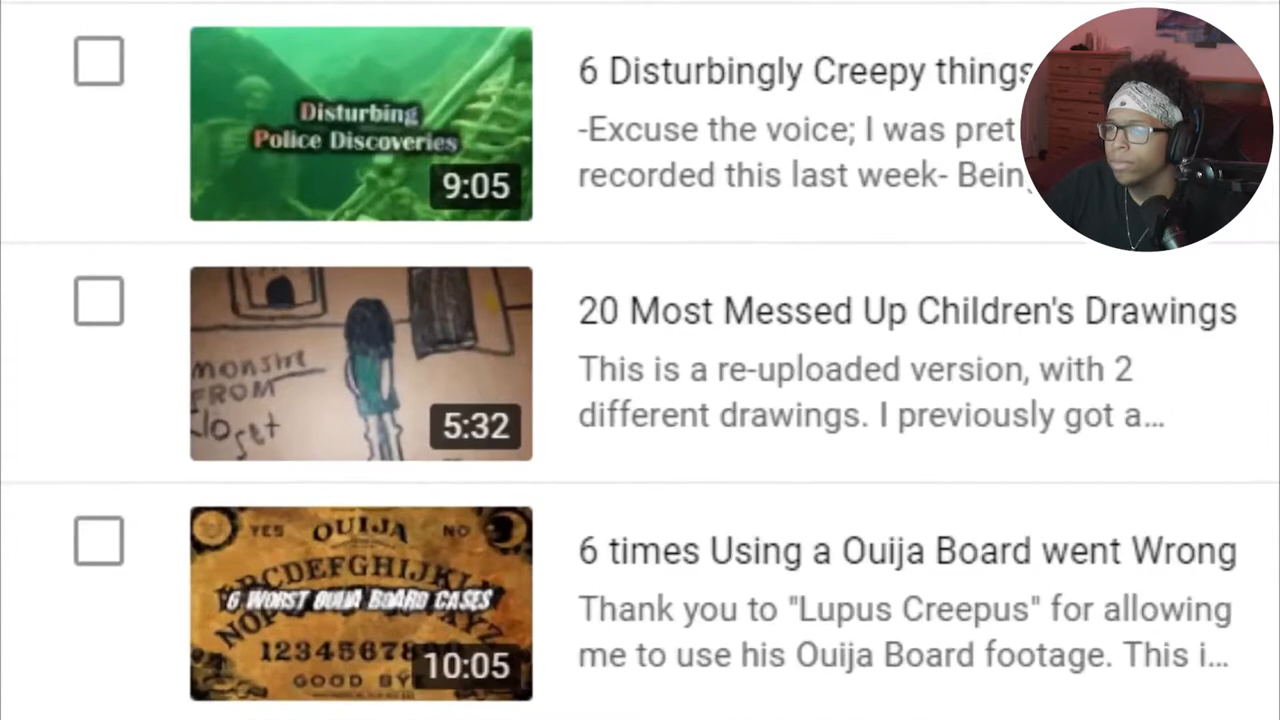 Disturbing
Police Discoveries
9:05
6 Disturbingly Creepy things
-Excuse the voice; I was pret
recorded this last week- Bein
MONSTRE
FROM
Closet
5:32
20 Most Messed Up Children's Drawings
This is a re-uploaded version, with 2
different drawings. I previously got a...
YES OUIJA NO
ABCDEFGHIJKL
6 WORST OUIJA BOARD CASES
1234567890
GOOD BY
10:05
6 times Using a Ouija Board went Wrong
Thank you to "Lupus Creepus" for allowing
me to use his Ouija Board footage. This i...